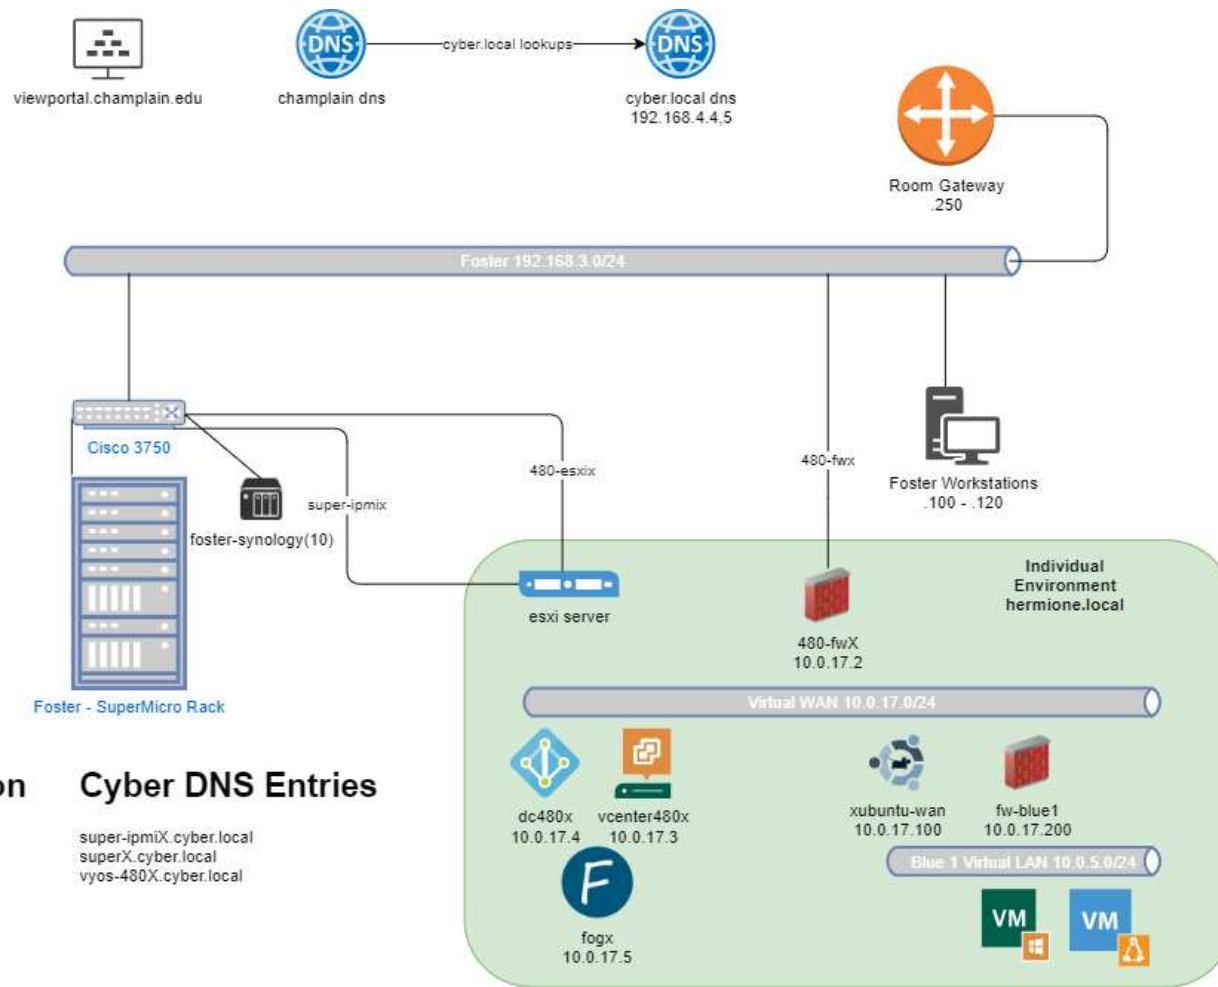 DNS
cyber.local lookups
DNS
viewportal.champlain.edu
champlain dns
cyber.local dns
192.168.4.4,5
Room Gateway
.250
Foster 192.168.3.0/24
Cisco 3750
480-esxix
480-fwx
super-ipmix
Foster Workstations
.100 - .120
foster-synology(10)
Individual
Environment
hermione.local
esxi server
480-fwX
10.0.17.2
Foster - SuperMicro Rack
Virtual WAN 10.0.17.0/24
on
Cyber DNS Entries
super-ipmiX.cyber.local
superX.cyber.local
vyos-480X.cyber.local
dc480x
10.0.17.4
vcenter480x
10.0.17.3
xubuntu-wan
10.0.17.100
fw-blue1
10.0.17.200
Blue 1 Virtual LAN 10.0.5.0/24
F
fogx
10.0.17.5
VM
VM